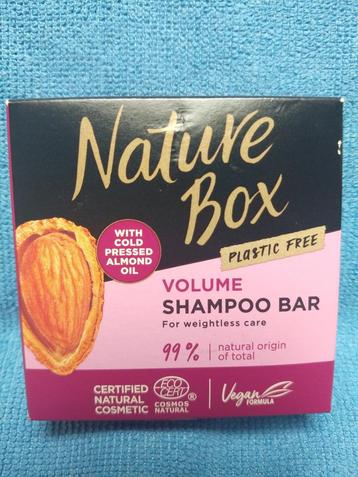 Nature
Box
PLASTIC FREE
WITH
COLD
PRESSED
ALMOND
OIL
VOLUME
SHAMPOO BAR
For weightless care
99% natural origin
of total
CERTIFIED
NATURAL
COSMETIC
ECO
CERT
®
COSMOS
NATURAL
Vegan
FORMULA